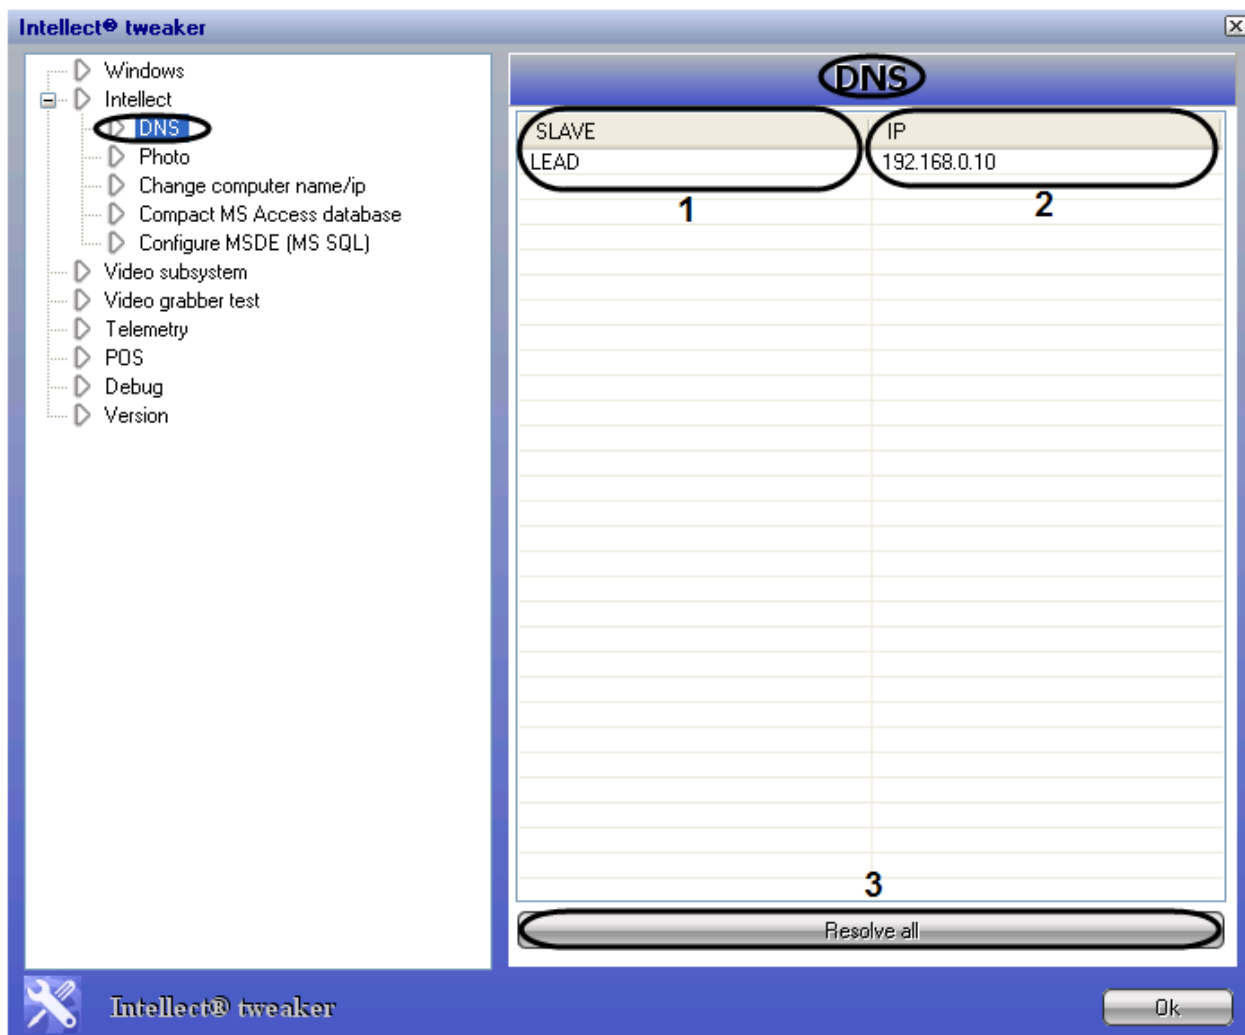 Intellect® tweaker
Windows
Intellect
DNS
Photo
Change computer name/ip
Compact MS Access database
Configure MSDE (MS SQL)
Video subsystem
Video grabber test
Telemetry
POS
Debug
Version
DNS
SLAVE IP
LEAD 192.168.0.10
1 2
3
Resolve all
Intellect® tweaker
Ok